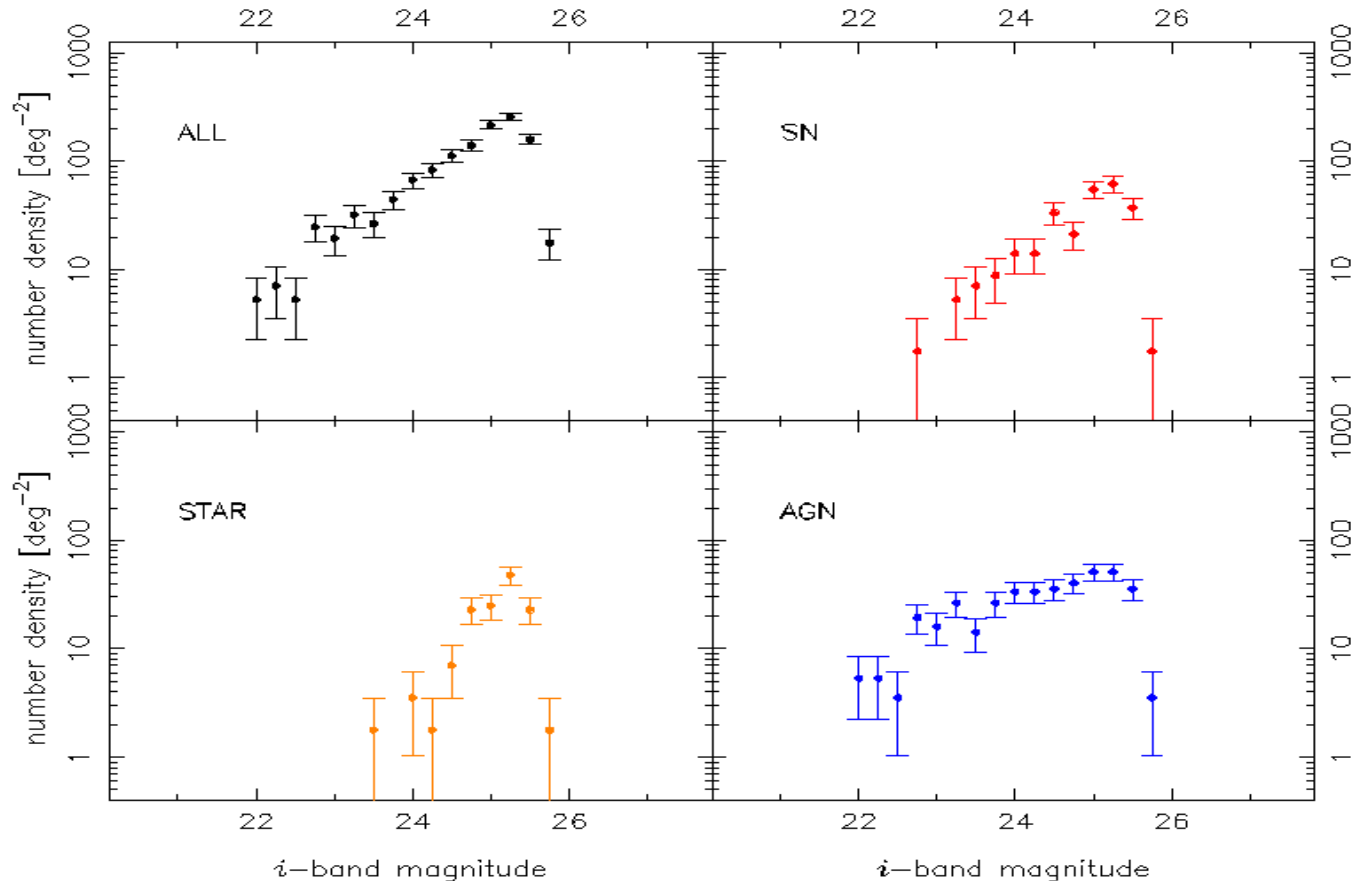 22 24 26 22 24 26
1000 1000
ALL SN
number density [deg⁻²]
100 100
10 10
1 1
1000 1000
STAR AGN
number density [deg⁻²]
100 100
10 10
1 1
22 24 26 22 24 26
i-band magnitude i-band magnitude